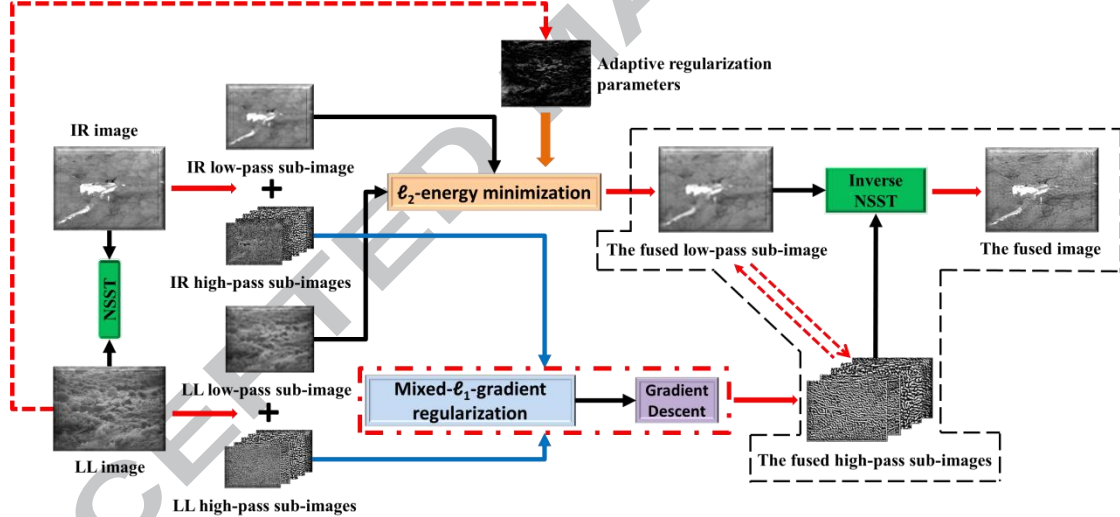 CEPTED MA
Adaptive regularization
parameters
IR image
IR low-pass sub-image
+
ℓ₂-energy minimization
Inverse
NSST
The fused low-pass sub-image
The fused image
IR high-pass sub-images
NSST
LL low-pass sub-image
+
Mixed-ℓ₁-gradient
regularization
Gradient
Descent
LL image
LL high-pass sub-images
The fused high-pass sub-images